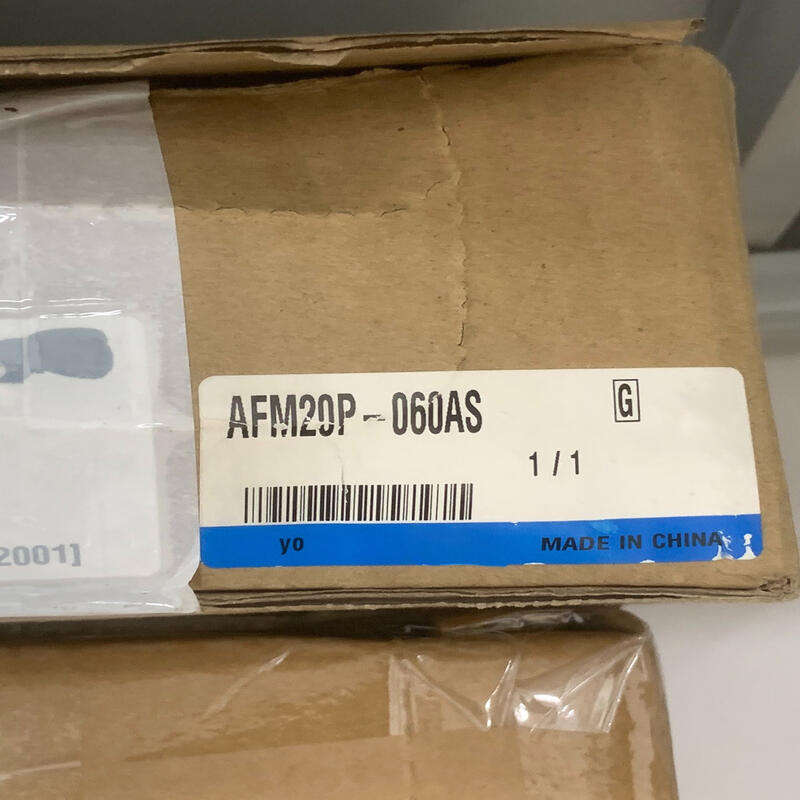 AFM20P-060AS
G
1/1
yo
MADE IN CHINA
2001]